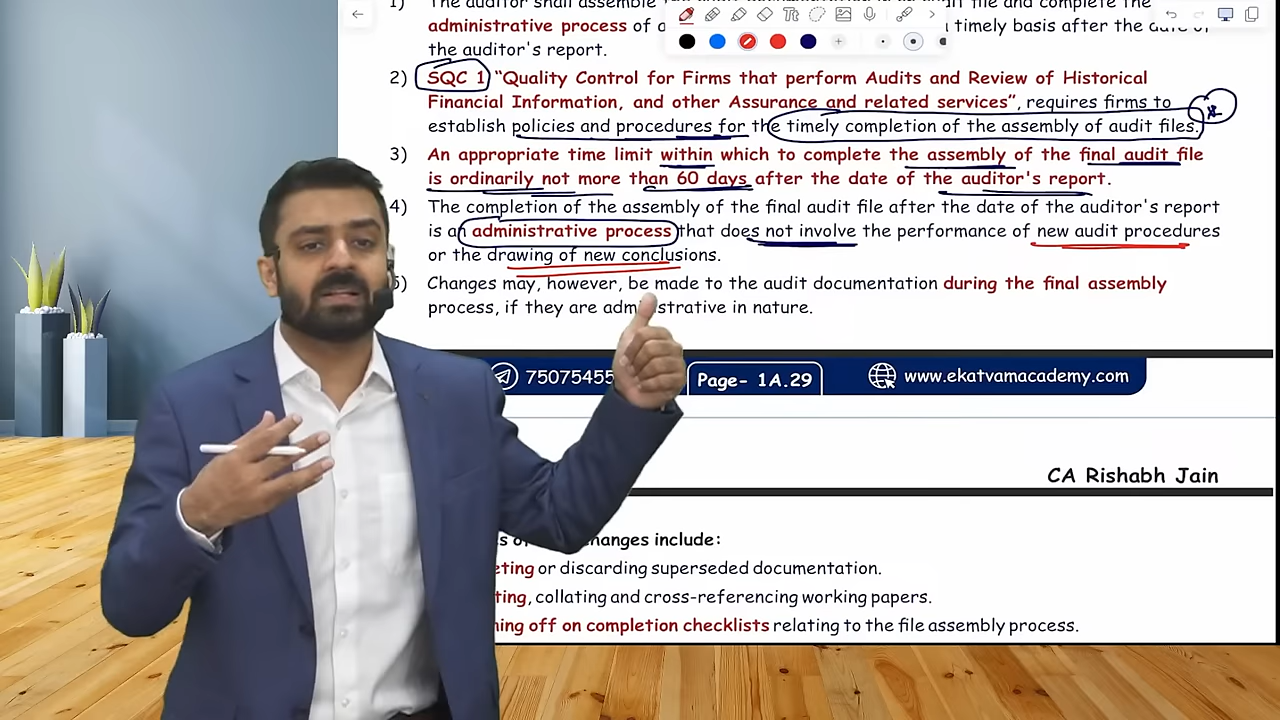 1) The auditor shall assemble
file and complete the
administrative process of a
timely basis after the date of
the auditor's report.
2) SQC 1 “Quality Control for Firms that perform Audits and Review of Historical
Financial Information, and other Assurance and related services”, requires firms to
establish policies and procedures for the timely completion of the assembly of audit files.
3) An appropriate time limit within which to complete the assembly of the final audit file
is ordinarily not more than 60 days after the date of the auditor's report.
4) The completion of the assembly of the final audit file after the date of the auditor's report
is an administrative process that does not involve the performance of new audit procedures
or the drawing of new conclusions.
5) Changes may, however, be made to the audit documentation during the final assembly
process, if they are administrative in nature.
75075455
Page- 1A.29
www.ekatvamacademy.com
CA Rishabh Jain
changes include:
eting or discarding superseded documentation.
ting, collating and cross-referencing working papers.
ning off on completion checklists relating to the file assembly process.